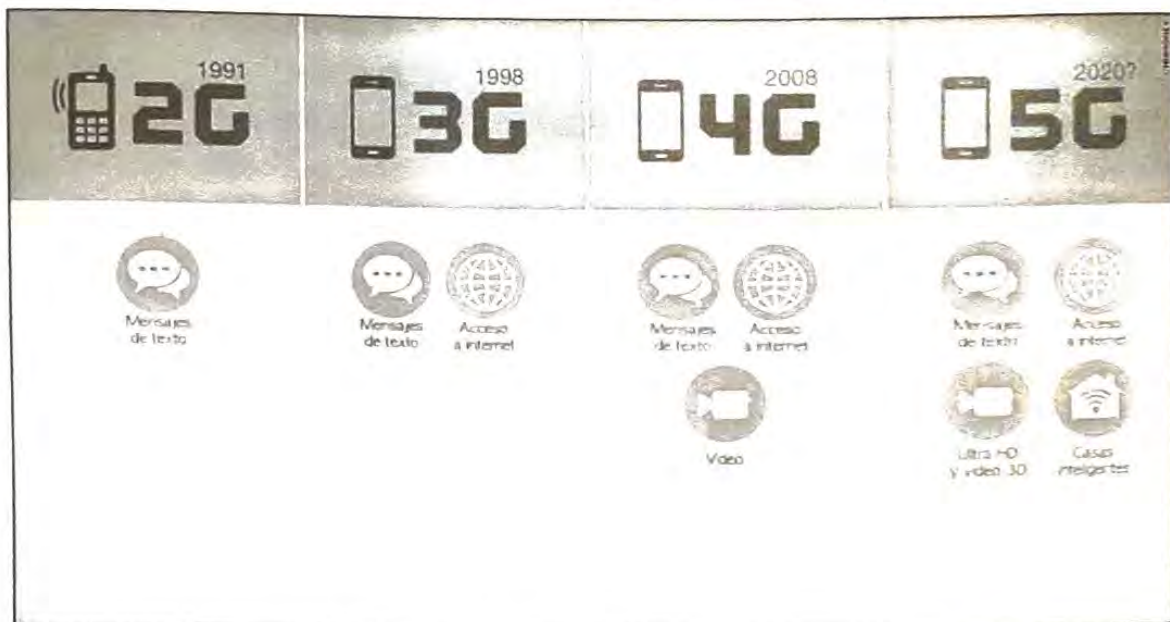 1991
2G
1998
3G
2008
4G
2020?
5G
Mensajes
de texto
Mensajes
de texto
Acceso
a internet
Mensajes
de texto
Acceso
a internet
Video
Mensajes
de texto
Acceso
a internet
Ultra HD
y video 3D
Casas
inteligentes